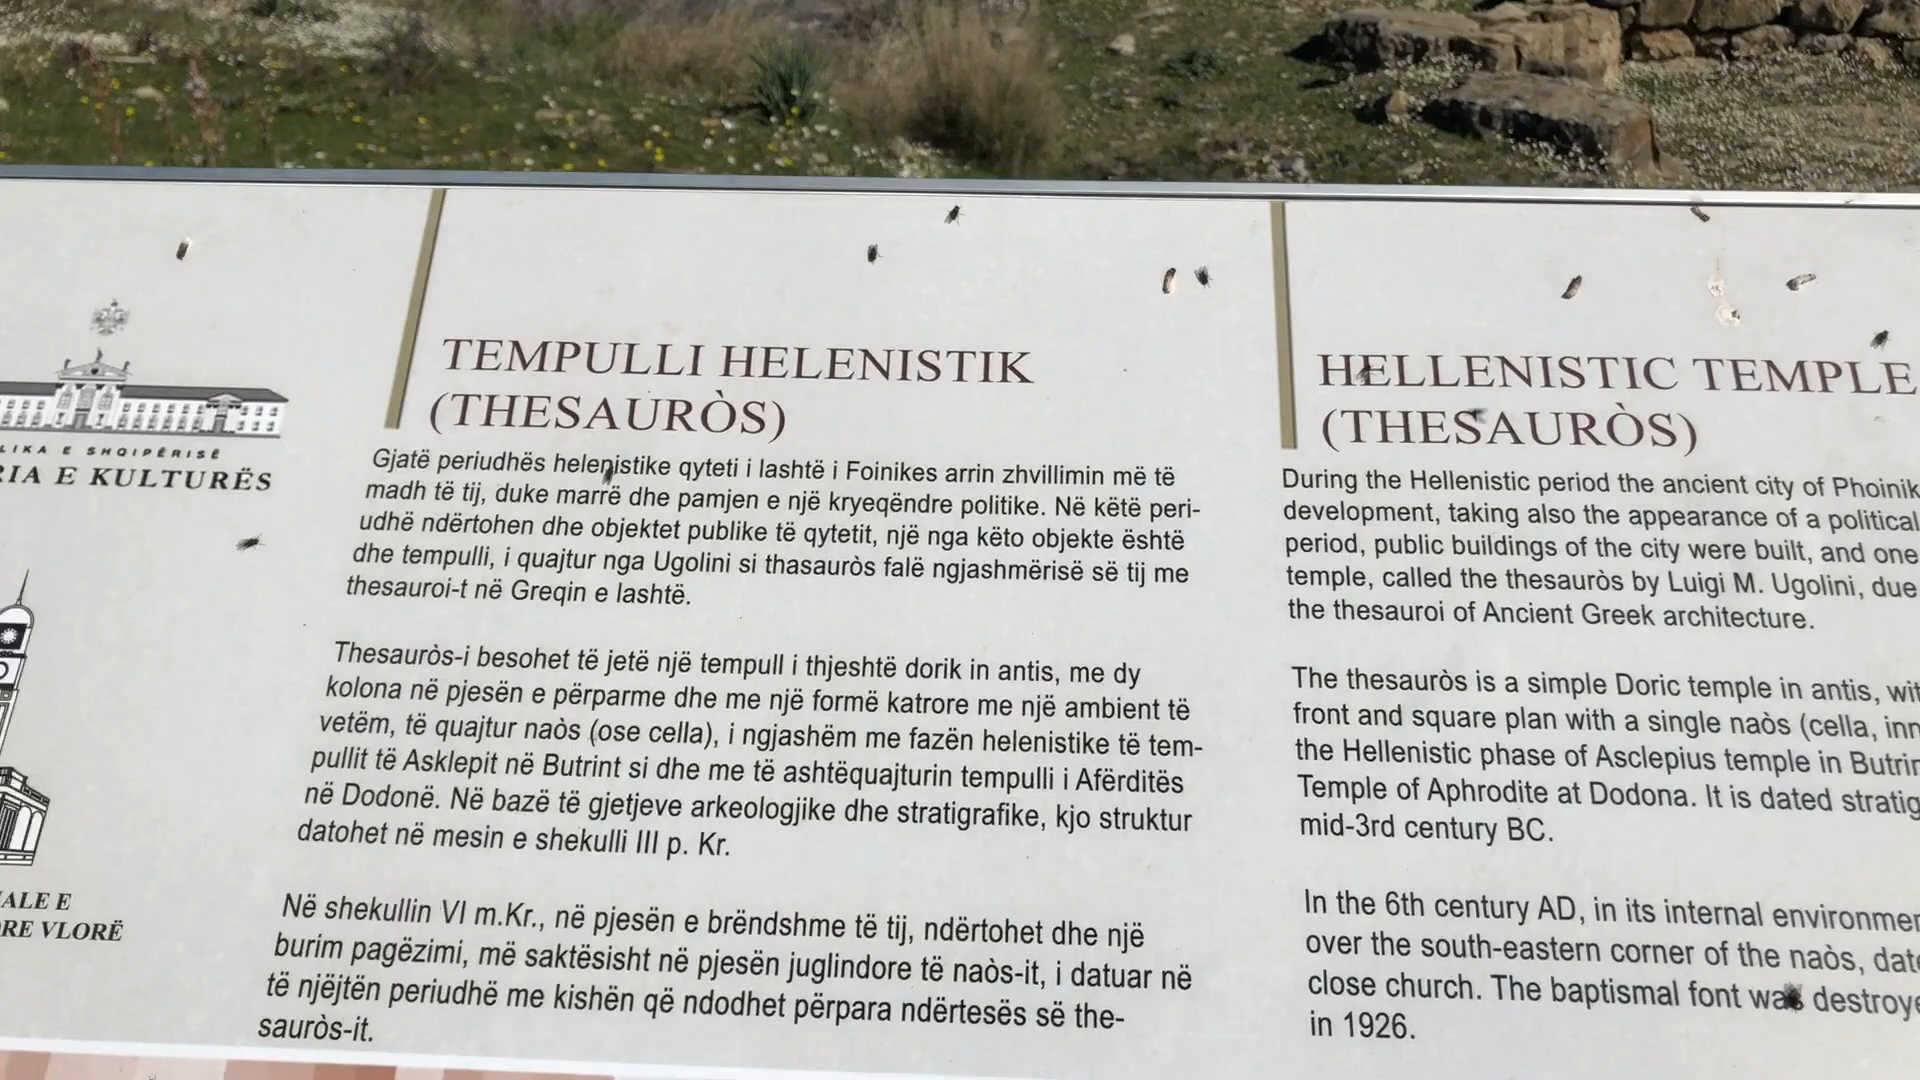 LIKA E SHQIPËRISË
RIA E KULTURËS
ALE E
RE VLORË
TEMPULLI HELENISTIK
(THESAURÒS)
Gjatë periudhës helenistike qyteti i lashtë i Foinikes arrin zhvillimin më të
madh të tij, duke marrë dhe pamjen e një kryeqëndre politike. Në këtë peri-
udhë ndërtohen dhe objektet publike të qytetit, një nga këto objekte është
dhe tempulli, i quajtur nga Ugolini si thasauròs falë ngjashmërisë së tij me
thesauroi-t në Greqin e lashtë.
Thesauròs-i besohet të jetë një tempull i thjeshtë dorik in antis, me dy
kolona në pjesën e përparme dhe me një formë katrore me një ambient të
vetëm, të quajtur naòs (ose cella), i ngjashëm me fazën helenistike të tem-
pullit të Asklepit në Butrint si dhe me të ashtëquajturin tempulli i Afërditës
në Dodonë. Në bazë të gjetjeve arkeologjike dhe stratigrafike, kjo struktur
datohet në mesin e shekulli III p. Kr.
Në shekullin VI m.Kr., në pjesën e brëndshme të tij, ndërtohet dhe një
burim pagëzimi, më saktësisht në pjesën juglindore të naòs-it, i datuar në
të njëjtën periudhë me kishën që ndodhet përpara ndërtesës së the-
sauròs-it.
HELLENISTIC TEMPLE
(THESAURÒS)
During the Hellenistic period the ancient city of Phoinik
development, taking also the appearance of a political
period, public buildings of the city were built, and one
temple, called the thesauròs by Luigi M. Ugolini, due
the thesauroi of Ancient Greek architecture.
The thesauròs is a simple Doric temple in antis, wit
front and square plan with a single naòs (cella, inn
the Hellenistic phase of Asclepius temple in Butrin
Temple of Aphrodite at Dodona. It is dated stratig
mid-3rd century BC.
In the 6th century AD, in its internal environmen
over the south-eastern corner of the naòs, date
close church. The baptismal font was destroye
in 1926.